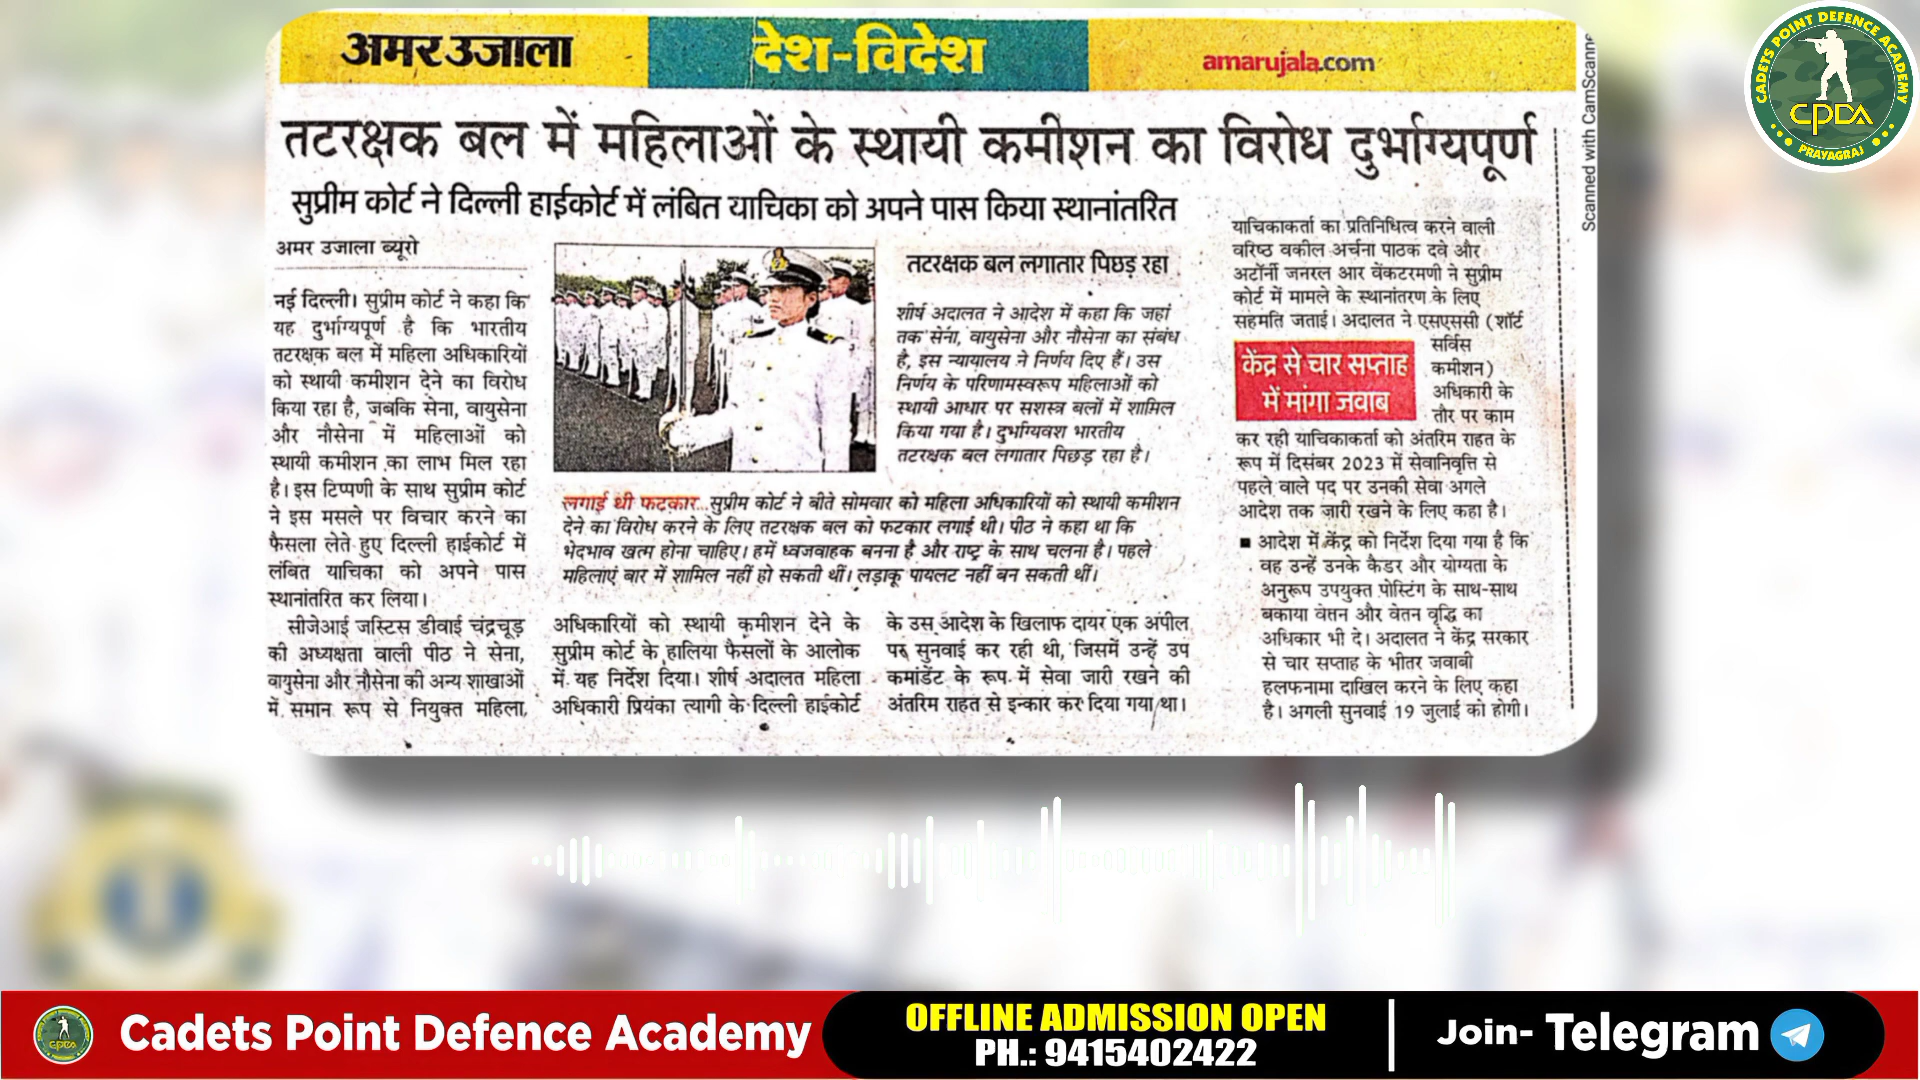 अमर उजाला
देश-विदेश
amarujala.com
तटरक्षक बल में महिलाओं के स्थायी कमीशन का विरोध दुर्भाग्यपूर्ण
सुप्रीम कोर्ट ने दिल्ली हाईकोर्ट में लंबित याचिका को अपने पास किया स्थानांतरित
अमर उजाला ब्यूरो
नई दिल्ली। सुप्रीम कोर्ट ने कहा कि
यह दुर्भाग्यपूर्ण है कि भारतीय
तटरक्षक बल में महिला अधिकारियों
को स्थायी कमीशन देने का विरोध
किया रहा है, जबकि सेना, वायुसेना
और नौसेना में महिलाओं को
स्थायी कमीशन का लाभ मिल रहा
है। इस टिप्पणी के साथ सुप्रीम कोर्ट
ने इस मसले पर विचार करने का
फैसला लेते हुए दिल्ली हाईकोर्ट में
लंबित याचिका को अपने पास
स्थानांतरित कर लिया।
सीजेआई जस्टिस डीवाई चंद्रचूड़
की अध्यक्षता वाली पीठ ने सेना,
वायुसेना और नौसेना की अन्य शाखाओं
में समान रूप से नियुक्त महिला
तटरक्षक बल लगातार पिछड़ रहा
शीर्ष अदालत ने आदेश में कहा कि जहां
तक सेना, वायुसेना और नौसेना का संबंध
है, इस न्यायालय ने निर्णय दिए हैं। उस
निर्णय के परिणामस्वरूप महिलाओं को
स्थायी आधार पर सशस्त्र बलों में शामिल
किया गया है। दुर्भाग्यवश भारतीय
तटरक्षक बल लगातार पिछड़ रहा है।
लगाई थी फटकार...सुप्रीम कोर्ट ने बीते सोमवार को महिला अधिकारियों को स्थायी कमीशन
देने का विरोध करने के लिए तटरक्षक बल को फटकार लगाई थी। पीठ ने कहा था कि
भेदभाव खत्म होना चाहिए। हमें ध्वजवाहक बनना है और राष्ट्र के साथ चलना है। पहले
महिलाएं बार में शामिल नहीं हो सकती थीं। लड़ाकू पायलट नहीं बन सकती थीं।
अधिकारियों को स्थायी कमीशन देने के
सुप्रीम कोर्ट के हालिया फैसलों के आलोक
में यह निर्देश दिया। शीर्ष अदालत महिला
अधिकारी प्रियंका त्यागी के दिल्ली हाईकोर्ट
के उस आदेश के खिलाफ दायर एक अपील
पर सुनवाई कर रही थी, जिसमें उन्हें उप
कमांडेंट के रूप में सेवा जारी रखने की
अंतरिम राहत से इन्कार कर दिया गया था।
याचिकाकर्ता का प्रतिनिधित्व करने वाली
वरिष्ठ वकील अर्चना पाठक दवे और
अटॉर्नी जनरल आर वेंकटरमणी ने सुप्रीम
कोर्ट में मामले के स्थानांतरण के लिए
सहमति जताई। अदालत ने एसएससी (शॉर्ट
सर्विस
कमीशन)
अधिकारी के
तौर पर काम
केंद्र से चार सप्ताह
में मांगा जवाब
कर रही याचिकाकर्ता को अंतरिम राहत के
रूप में दिसंबर 2023 में सेवानिवृत्ति से
पहले वाले पद पर उनकी सेवा अगले
आदेश तक जारी रखने के लिए कहा है।
■ आदेश में केंद्र को निर्देश दिया गया है कि
वह उन्हें उनके कैडर और योग्यता के
अनुरूप उपयुक्त पोस्टिंग के साथ-साथ
बकाया वेतन और वेतन वृद्धि का
अधिकार भी दे। अदालत ने केंद्र सरकार
से चार सप्ताह के भीतर जवाबी
हलफनामा दाखिल करने के लिए कहा
है। अगली सुनवाई 19 जुलाई को होगी।
Scanned with CamScanne
CADETS POINT DEFENCE ACADEMY
CPDA
PRAYAGRAJ
Cadets Point Defence Academy
OFFLINE ADMISSION OPEN
PH.: 9415402422
Join- Telegram